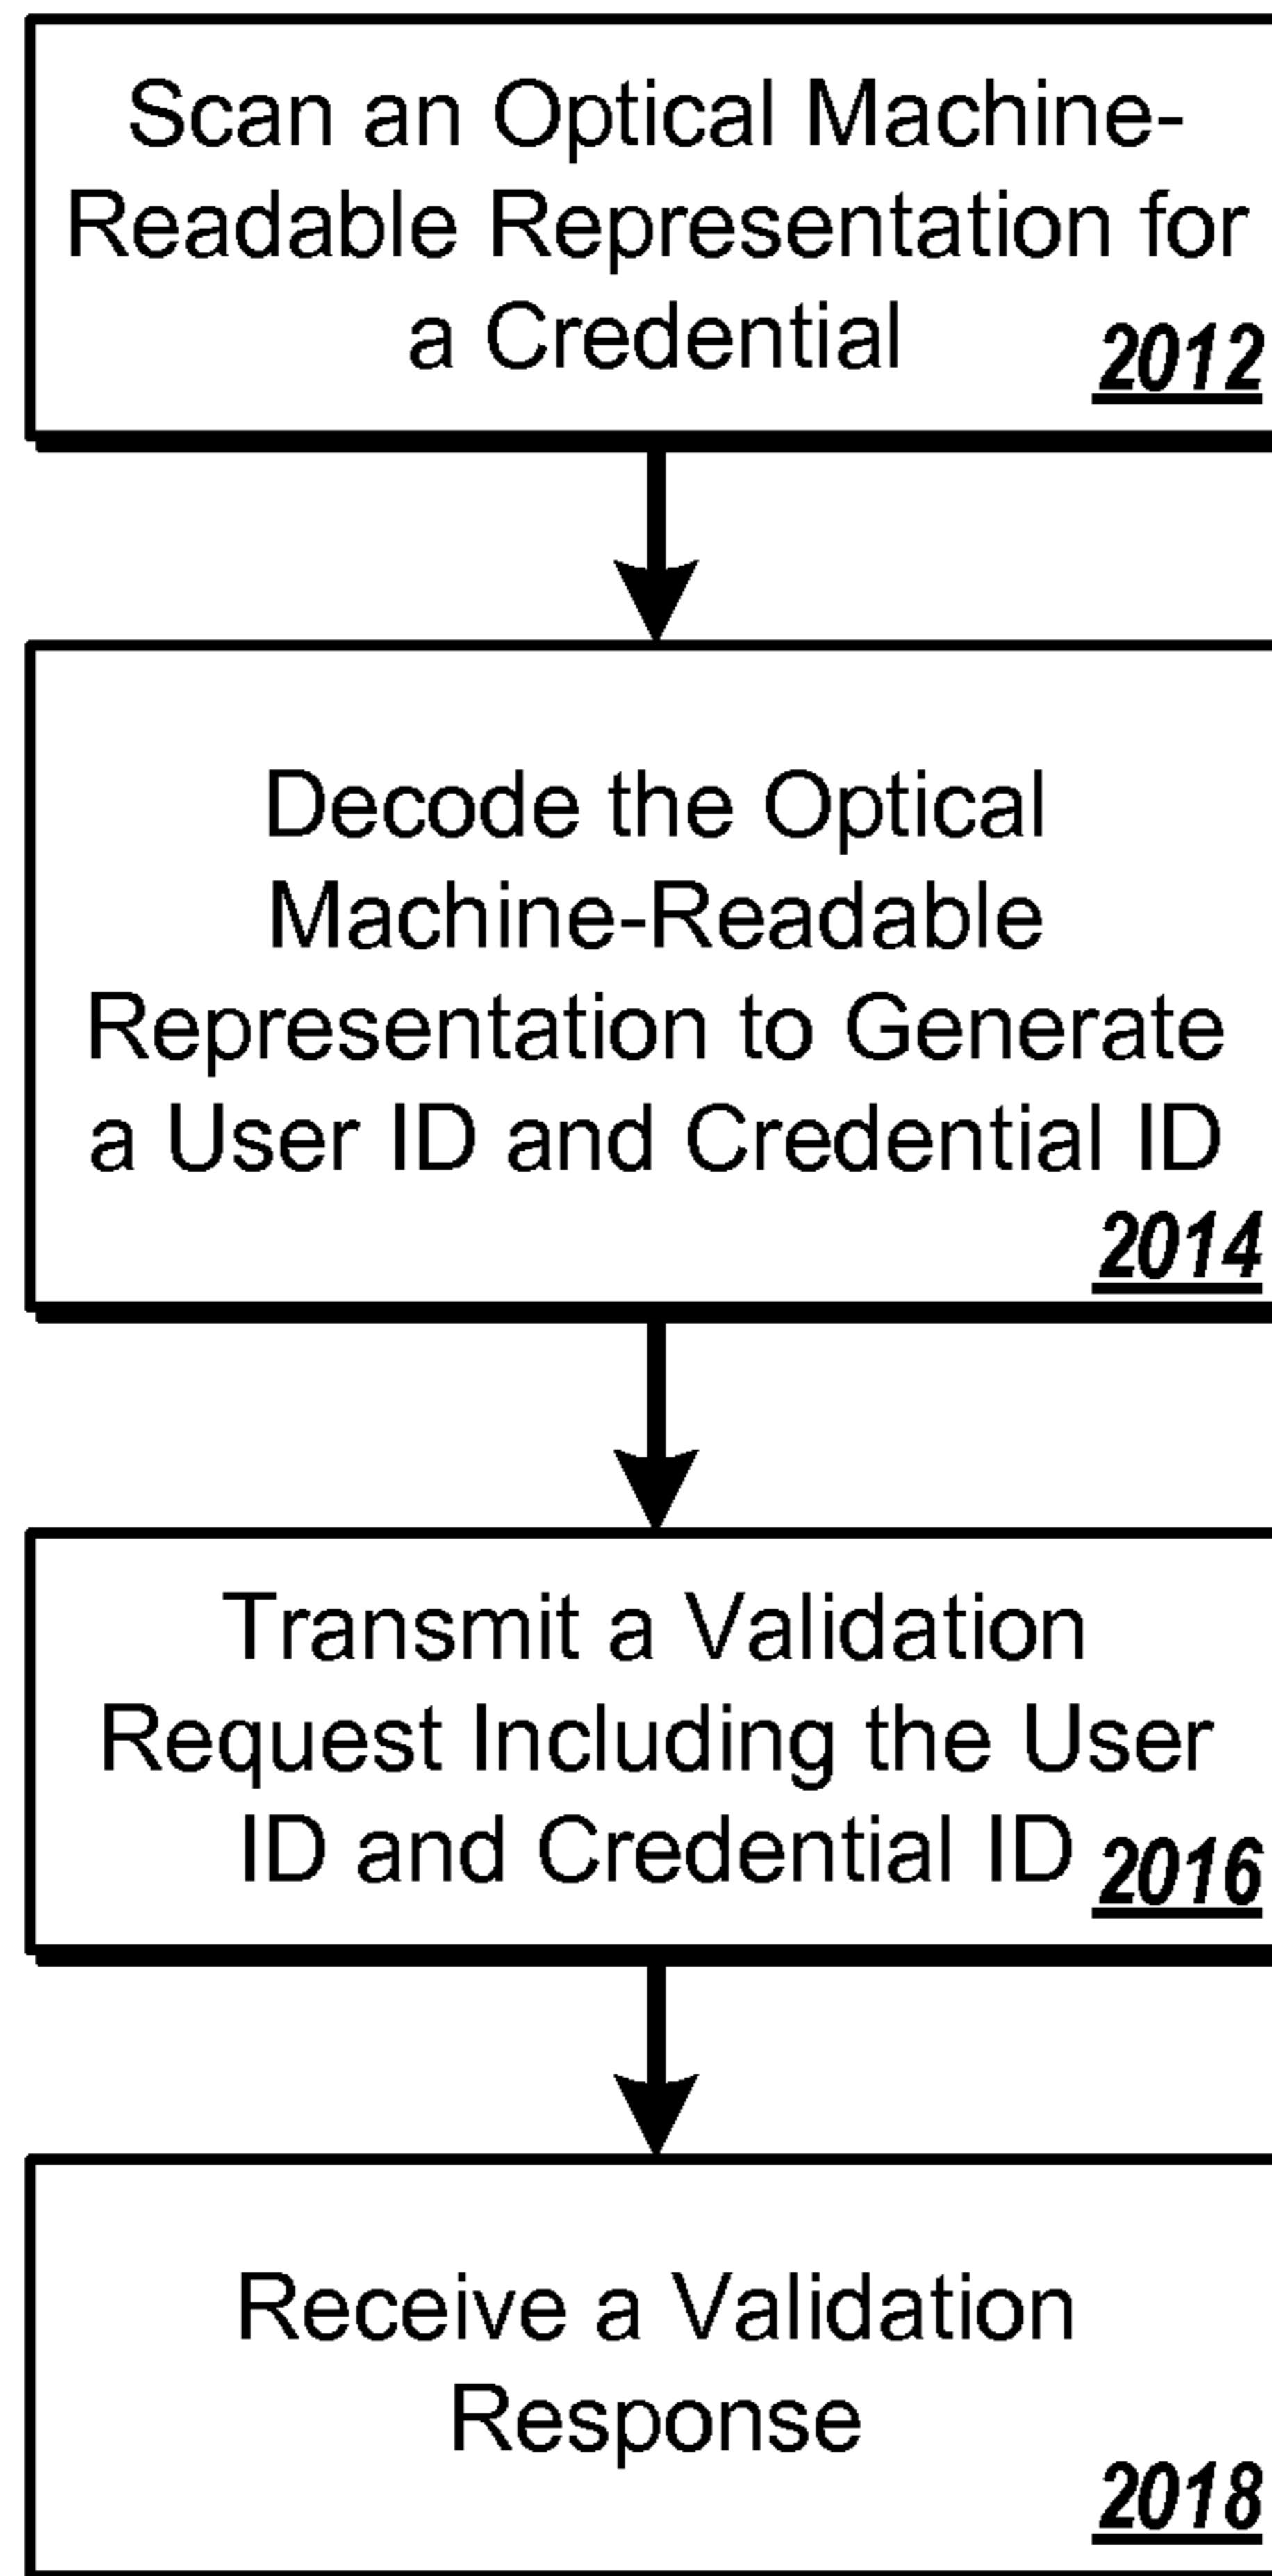 Scan an Optical Machine-
Readable Representation for
a Credential
2012
Decode the Optical
Machine-Readable
Representation to Generate
a User ID and Credential ID
2014
Transmit a Validation
Request Including the User
ID and Credential ID 2016
Receive a Validation
Response
2018